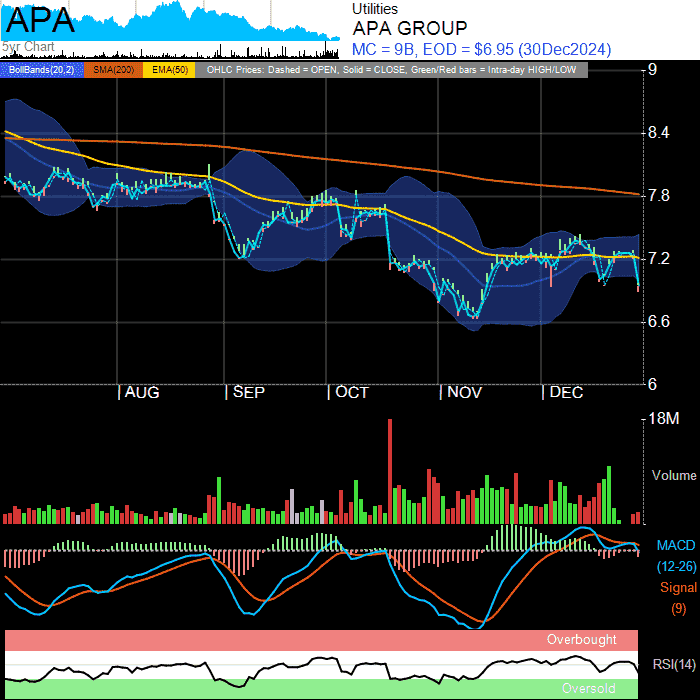 APA
5yr Chart
Utilities
APA GROUP
MC = 9B, EOD = $6.95 (30Dec2024)
BollBands(20,2) SMA(200) EMA(50) OHLC Prices: Dashed = OPEN, Solid = CLOSE, Green/Red bars = Intra-day HIGH/LOW
9
8.4
7.8
7.2
6.6
6
AUG SEP OCT NOV DEC
18M
Volume
MACD
(12-26)
Signal
(9)
Overbought
RSI(14)
Oversold